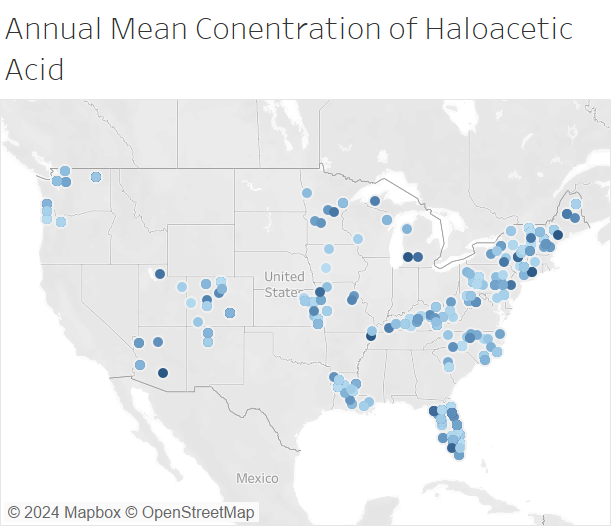 Annual Mean Conentration of Haloacetic
Acid
United
States
Mexico
© 2024 Mapbox © OpenStreetMap